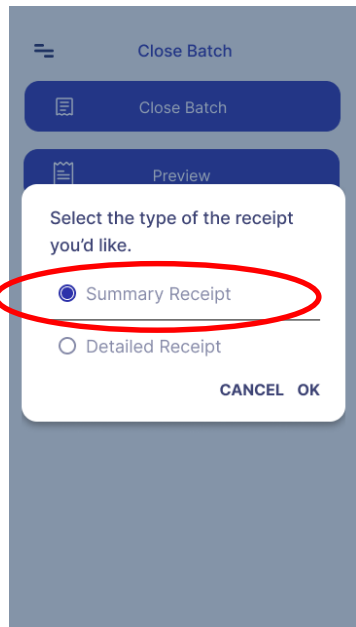 Close Batch
Close Batch
Preview
Select the type of the receipt
you'd like.
Summary Receipt
Detailed Receipt
CANCEL OK